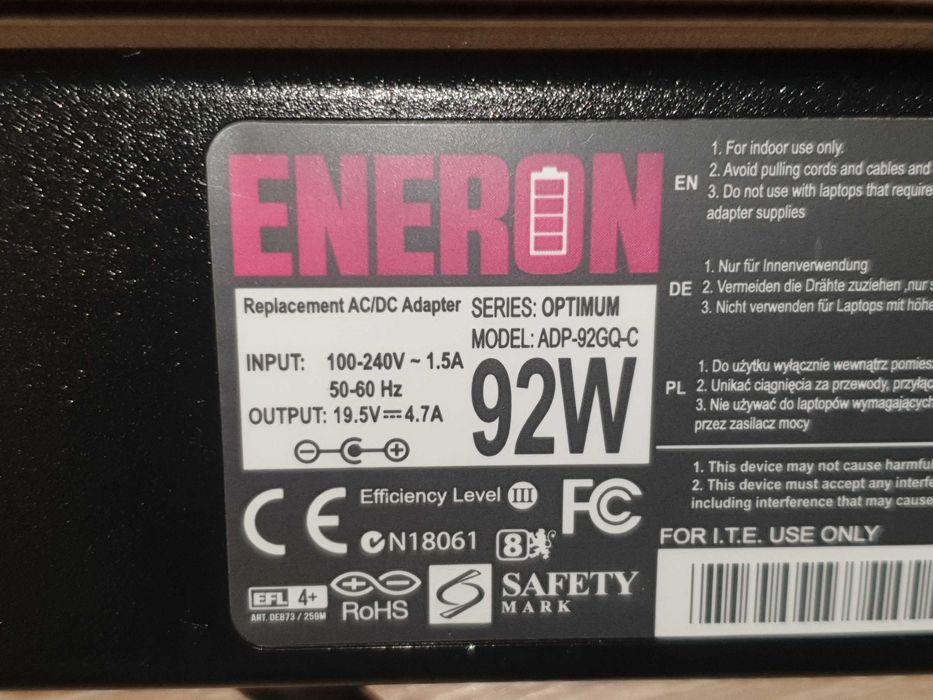 ENERON
Replacement AC/DC Adapter
INPUT: 100-240V ~ 1.5A
50-60 Hz
OUTPUT: 19.5V⎓4.7A
SERIES: OPTIMUM
MODEL: ADP-92GQ-C
92W
CE
Efficiency Level III
FC
N18061
8
EFL 4+
ART. OE873 / 259M
RoHS
S
SAFETY
MARK
EN
1. For indoor use only.
2. Avoid pulling cords and cables and
3. Do not use with laptops that require
adapter supplies
DE
1. Nur für Innenverwendung
2. Vermeiden die Drähte zuziehen ,nur
3. Nicht verwenden für Laptops mit höhe
PL
1. Do użytku wyłącznie wewnątrz pomies
2. Unikać ciągnięcia za przewody, przyłąc
3. Nie używać do laptopów wymagających
przez zasilacz mocy
1. This device may not cause harmful
2. This device must accept any interfe
including interference that may cause
FOR I.T.E. USE ONLY